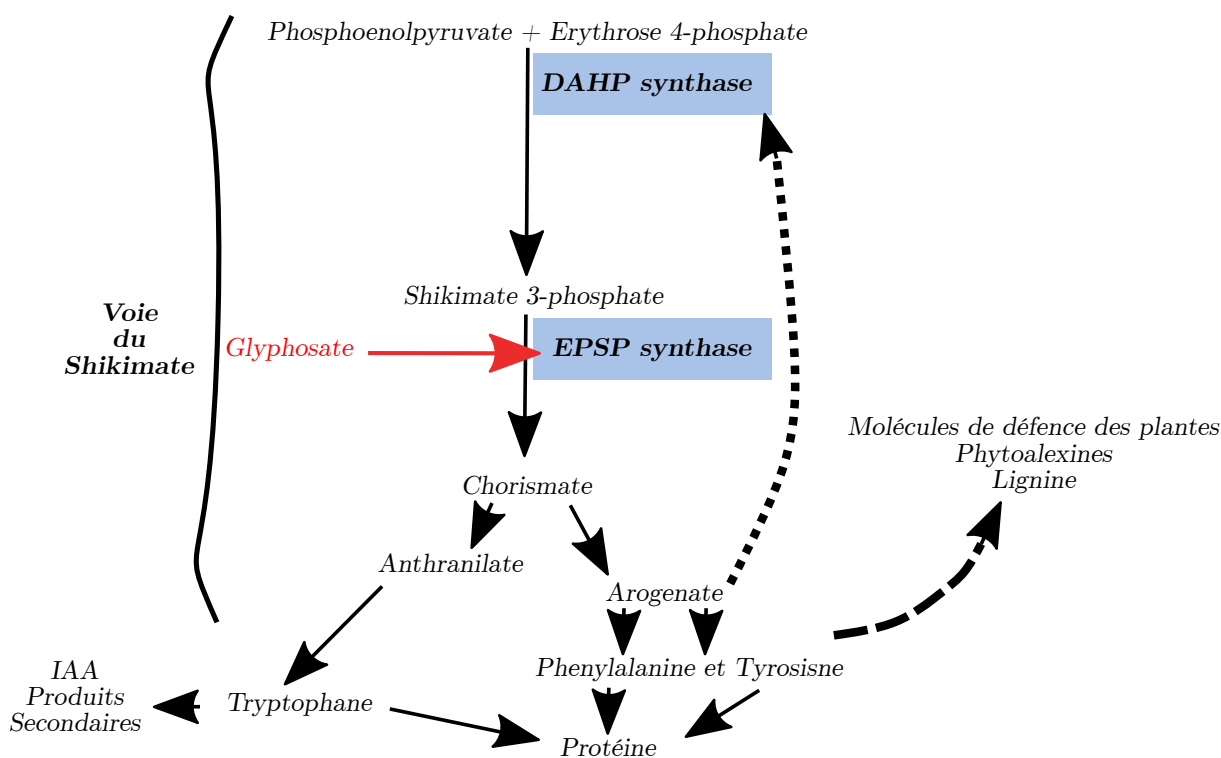 Phosphoenolpyruvate + Erythrose 4-phosphate
DAHP synthase
Shikimate 3-phosphate
Voie
du
Shikimate
Glyphosate
EPSP synthase
Molécules de défence des plantes
Phytoalexines
Lignine
Chorismate
Anthranilate
Arogenate
Phenylalanine et Tyrosisne
IAA
Produits
Secondaires
Tryptophane
Protéine